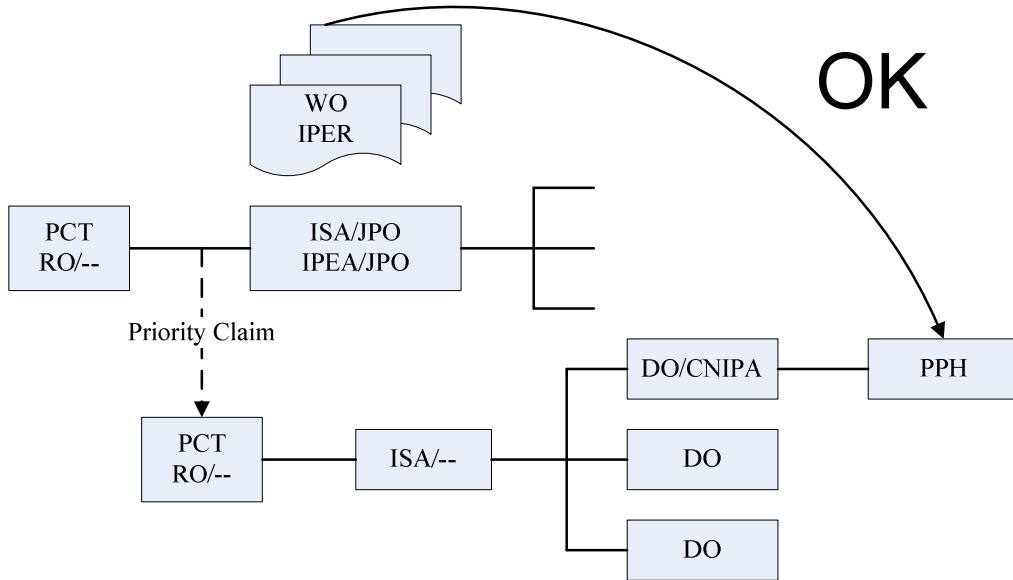 OK
WO
IPER
PCT
RO/--
ISA/JPO
IPEA/JPO
Priority Claim
DO/CNIPA
PPH
PCT
RO/--
ISA/--
DO
DO